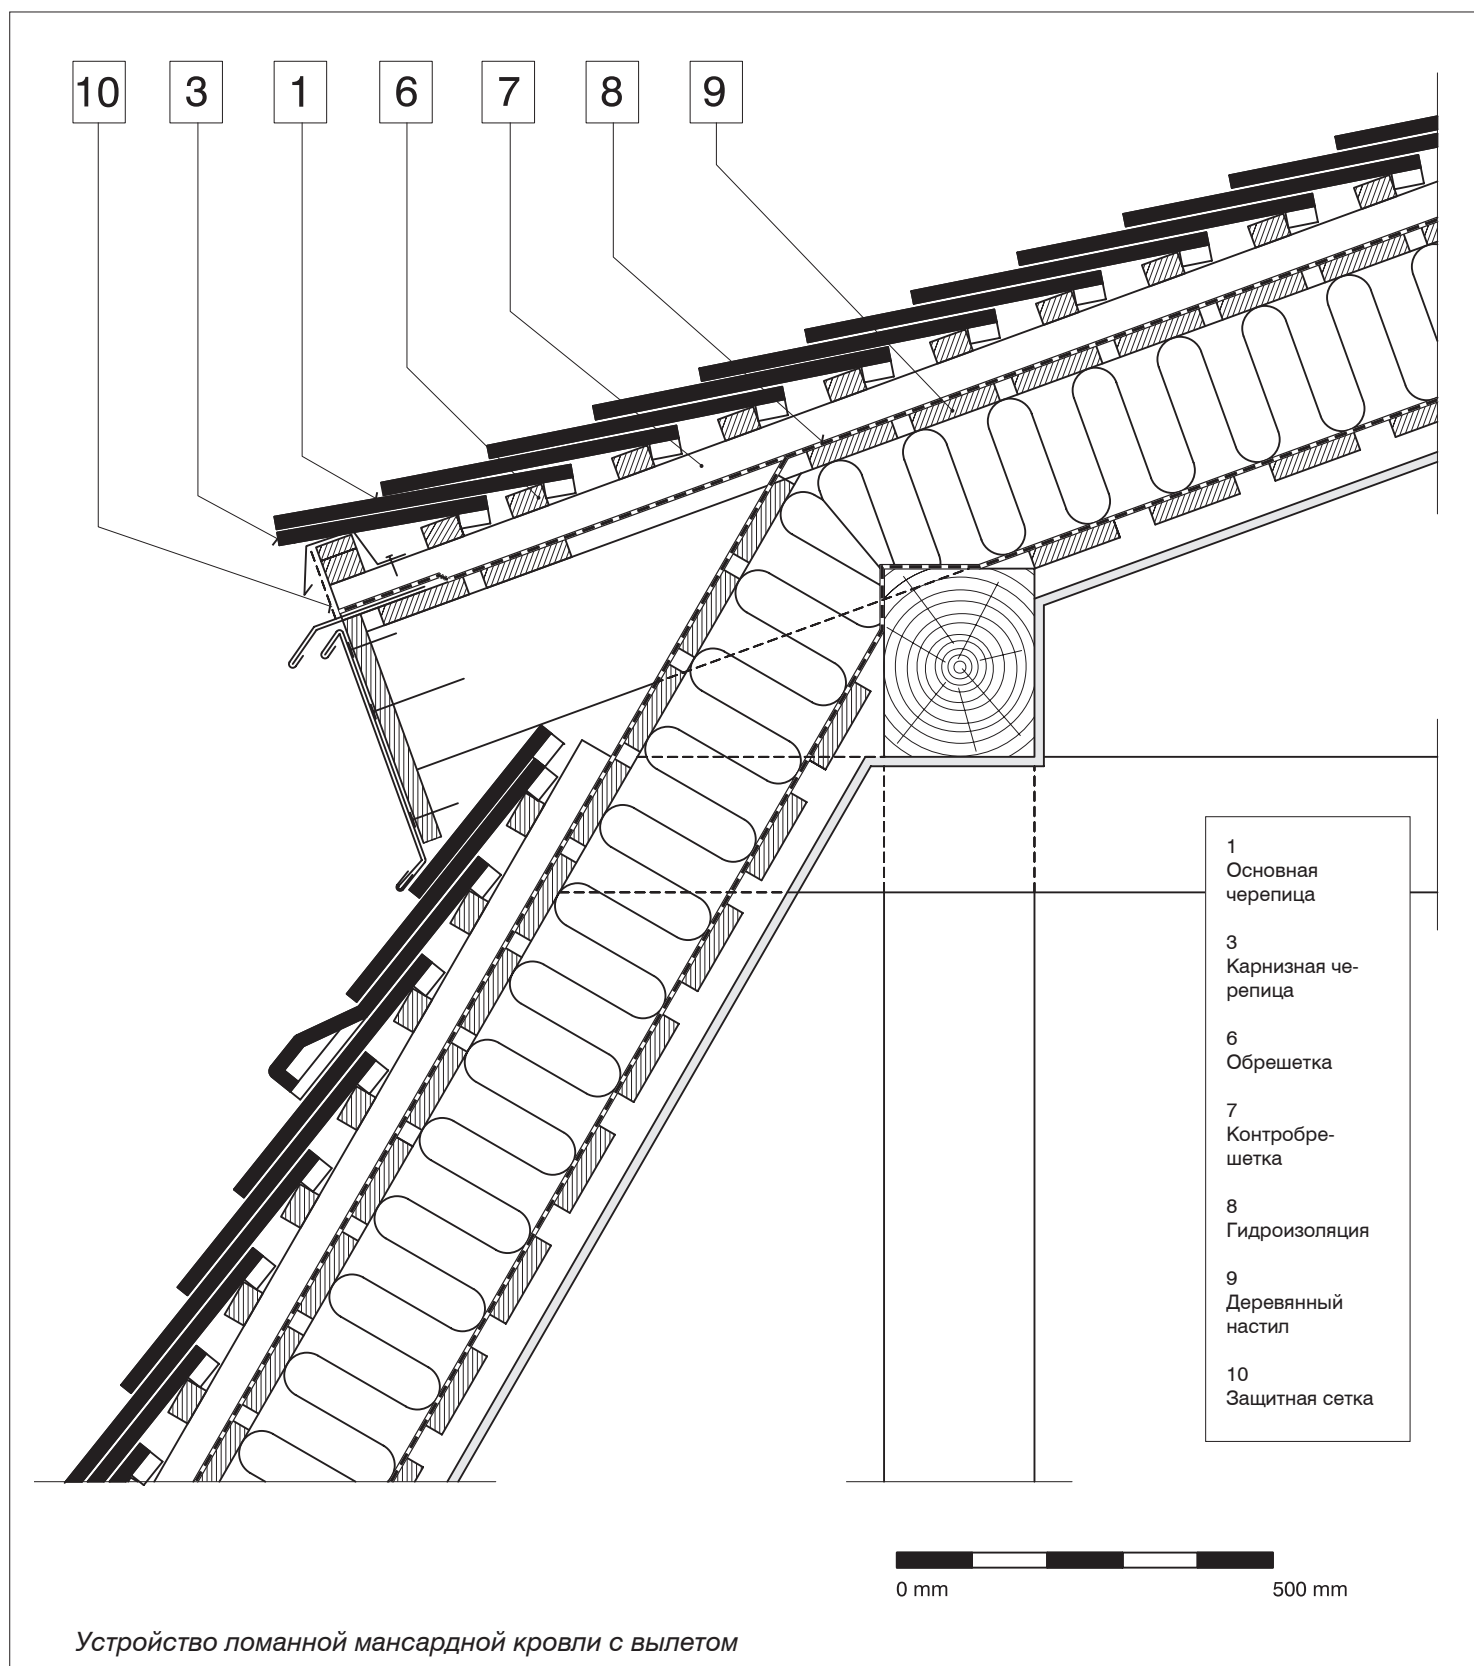 10 3 1 6 7 8 9
1
Основная
черепица
3
Карнизная че-
репица
6
Обрешетка
7
Контробре-
шетка
8
Гидроизоляция
9
Деревянный
настил
10
Защитная сетка
0 mm 500 mm
Устройство ломанной мансардной кровли с вылетом